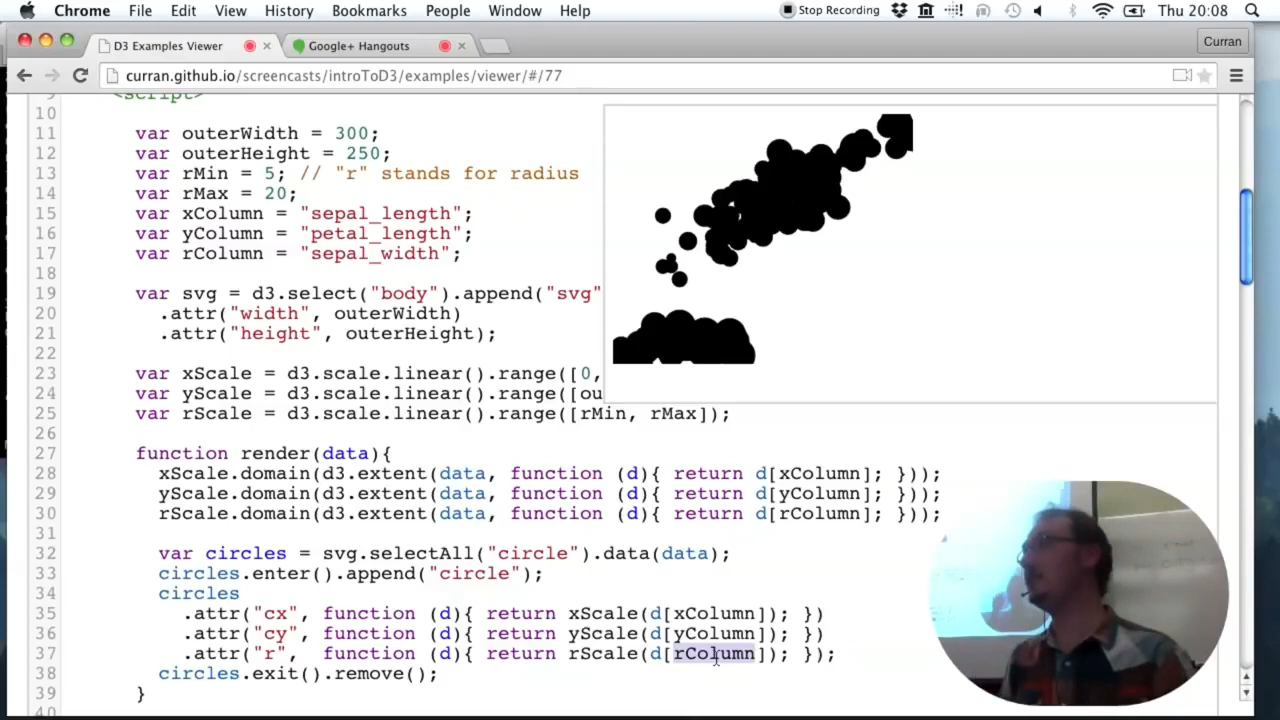 Chrome File Edit View History Bookmarks People Window Help Stop Recording Thu 20:08
D3 Examples Viewer Google+ Hangouts Curran
curran.github.io/screencasts/introToD3/examples/viewer/#/77
9 <script>
10
11 var outerWidth = 300;
12 var outerHeight = 250;
13 var rMin = 5; // "r" stands for radius
14 var rMax = 20;
15 var xColumn = "sepal_length";
16 var yColumn = "petal_length";
17 var rColumn = "sepal_width";
18
19 var svg = d3.select("body").append("svg"
20 .attr("width", outerWidth)
21 .attr("height", outerHeight);
22
23 var xScale = d3.scale.linear().range([0,
24 var yScale = d3.scale.linear().range([ou
25 var rScale = d3.scale.linear().range([rMin, rMax]);
26
27 function render(data){
28 xScale.domain(d3.extent(data, function (d){ return d[xColumn]; }));
29 yScale.domain(d3.extent(data, function (d){ return d[yColumn]; }));
30 rScale.domain(d3.extent(data, function (d){ return d[rColumn]; }));
31
32 var circles = svg.selectAll("circle").data(data);
33 circles.enter().append("circle");
34 circles
35 .attr("cx", function (d){ return xScale(d[xColumn]); })
36 .attr("cy", function (d){ return yScale(d[yColumn]); })
37 .attr("r", function (d){ return rScale(d[rColumn]); });
38 circles.exit().remove();
39 }
40